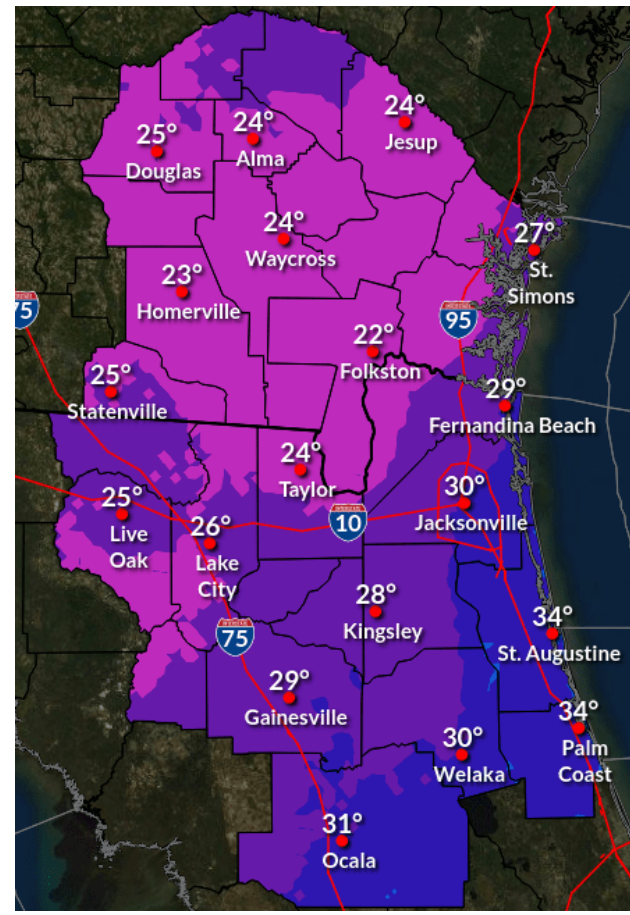 24°
Jesup
25°
Douglas
24°
Alma
24°
Waycross
27°
St.
Simons
23°
Homerville
75
95
22°
Folkston
25°
Statenville
29°
Fernandina Beach
24°
Taylor
25°
Live
Oak
26°
Lake
City
10
30°
Jacksonville
28°
Kingsley
75
34°
St. Augustine
29°
Gainesville
34°
Palm
Coast
30°
Welaka
31°
Ocala